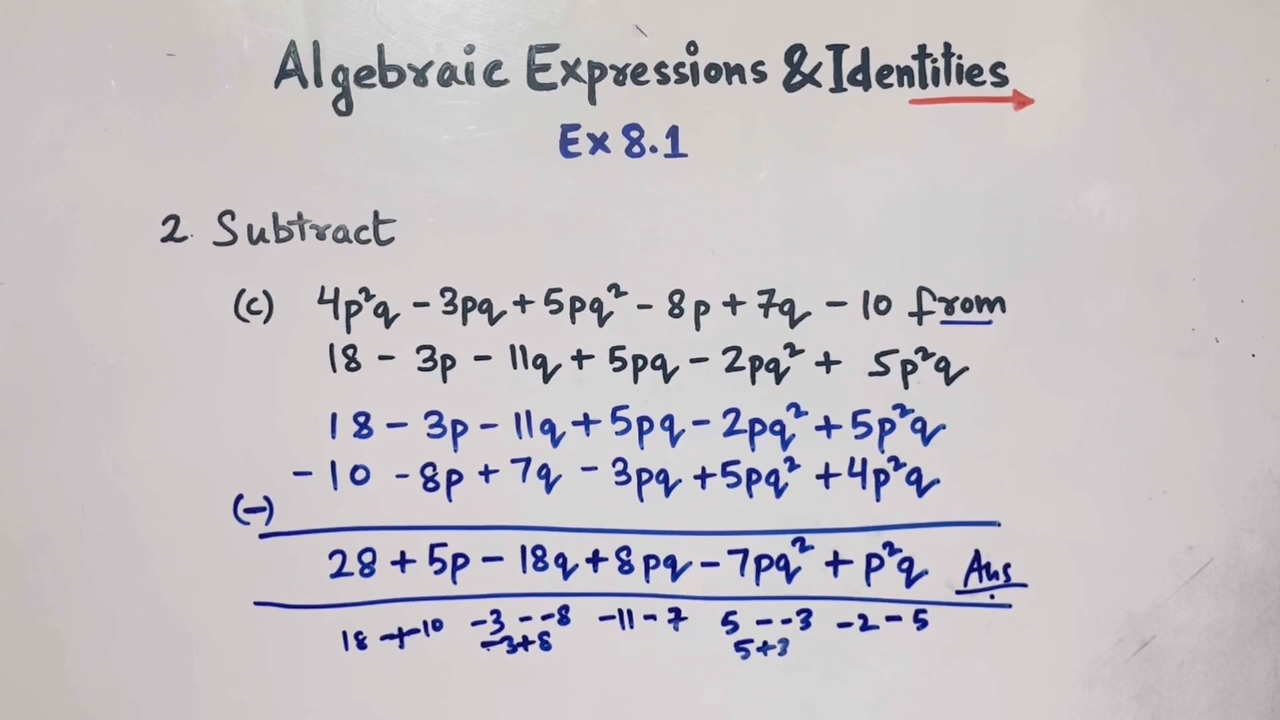 Algebraic Expressions & Identities
Ex 8.1
2. Subtract
(c) 4p²q - 3pq + 5pq² - 8p + 7q - 10 from
18 - 3p - 11q + 5pq - 2pq² + 5p²q
18 - 3p - 11q + 5pq - 2pq² + 5p²q
- 10 - 8p + 7q - 3pq + 5pq² + 4p²q
(-)
28 + 5p - 18q + 8pq - 7pq² + p²q Ans
18 + 10 -3 - -8 -11 - 7 5 - -3 -2 - 5
-3+8 5+3